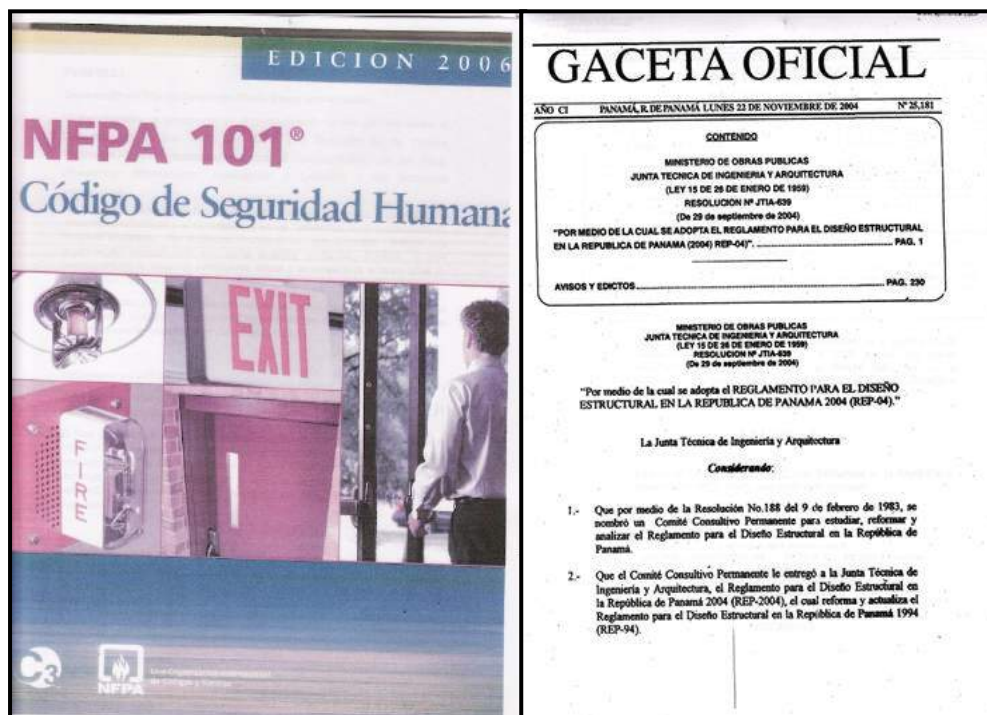 EDICION 2006
NFPA 101®
Código de Seguridad Humana
EXIT
FIRE
C3
NFPA
GACETA OFICIAL
AÑO CI PANAMÁ, R. DE PANAMÁ LUNES 22 DE NOVIEMBRE DE 2004 Nº 25,181
CONTENIDO
MINISTERIO DE OBRAS PUBLICAS
JUNTA TECNICA DE INGENIERIA Y ARQUITECTURA
(LEY 15 DE 26 DE ENERO DE 1959)
RESOLUCION Nº JTIA-639
(De 29 de septiembre de 2004)
"POR MEDIO DE LA CUAL SE ADOPTA EL REGLAMENTO PARA EL DISEÑO ESTRUCTURAL
EN LA REPUBLICA DE PANAMA (2004) REP-04)". ........................................ PAG. 1
AVISOS Y EDICTOS ........................................ PAG. 230
MINISTERIO DE OBRAS PUBLICAS
JUNTA TECNICA DE INGENIERIA Y ARQUITECTURA
(LEY 15 DE 26 DE ENERO DE 1959)
RESOLUCION Nº JTIA-639
(De 29 de septiembre de 2004)
"Por medio de la cual se adopta el REGLAMENTO PARA EL DISEÑO
ESTRUCTURAL EN LA REPUBLICA DE PANAMA 2004 (REP-04)."
La Junta Técnica de Ingeniería y Arquitectura
Considerando:
1.- Que por medio de la Resolución No.188 del 9 de febrero de 1983, se
nombró un Comité Consultivo Permanente para estudiar, reformar y
analizar el Reglamento para el Diseño Estructural en la República de
Panamá.
2.- Que el Comité Consultivo Permanente le entregó a la Junta Técnica de
Ingeniería y Arquitectura, el Reglamento para el Diseño Estructural en
la República de Panamá 2004 (REP-2004), el cual reforma y actualiza el
Reglamento para el Diseño Estructural en la República de Panamá 1994
(REP-94).